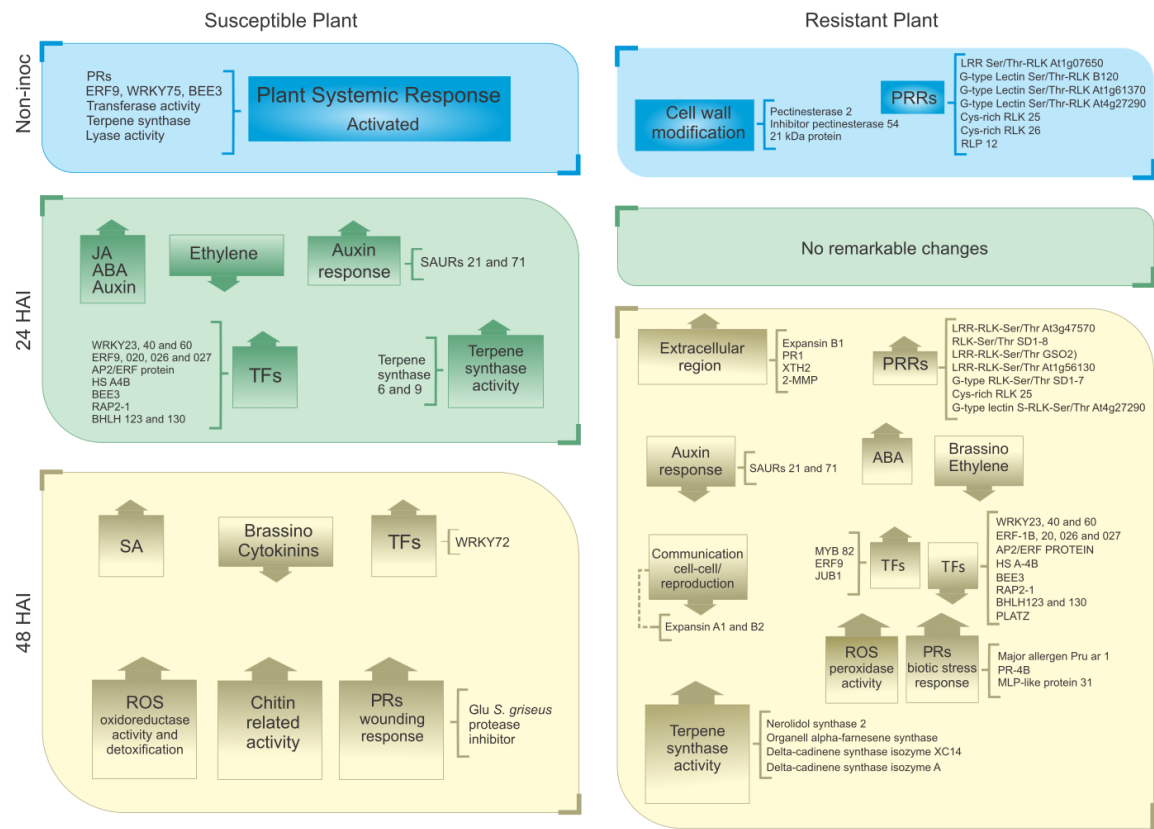 Susceptible Plant
Resistant Plant
Non-inoc
PRs
ERF9, WRKY75, BEE3
Transferase activity
Terpene synthase
Lyase activity
Plant Systemic Response
Activated
Cell wall
modification
Pectinesterase 2
Inhibitor pectinesterase 54
21 kDa protein
PRRs
LRR Ser/Thr-RLK At1g07650
G-type Lectin Ser/Thr-RLK B120
G-type Lectin Ser/Thr-RLK At1g61370
G-type Lectin Ser/Thr-RLK At4g27290
Cys-rich RLK 25
Cys-rich RLK 26
RLP 12
24 HAI
JA
ABA
Auxin
Ethylene
Auxin
response
SAURs 21 and 71
WRKY23, 40 and 60
ERF9, 020, 026 and 027
AP2/ERF protein
HS A4B
BEE3
RAP2-1
BHLH 123 and 130
TFs
Terpene
synthase
6 and 9
Terpene
synthase
activity
No remarkable changes
48 HAI
SA
Brassino
Cytokinins
TFs
WRKY72
ROS
oxidoreductase
activity and
detoxification
Chitin
related
activity
PRs
wounding
response
Glu S. griseus
protease
inhibitor
Extracellular
region
Expansin B1
PR1
XTH2
2-MMP
PRRs
LRR-RLK-Ser/Thr At3g47570
RLK-Ser/Thr SD1-8
LRR-RLK-Ser/Thr GSO2)
LRR-RLK-Ser/Thr At1g56130
G-type RLK-Ser/Thr SD1-7
Cys-rich RLK 25
G-type lectin S-RLK-Ser/Thr At4g27290
Auxin
response
SAURs 21 and 71
ABA
Brassino
Ethylene
Communication
cell-cell/
reproduction
Expansin A1 and B2
MYB 82
ERF9
JUB1
TFs
TFs
WRKY23, 40 and 60
ERF-1B, 20, 026 and 027
AP2/ERF PROTEIN
HS A-4B
BEE3
RAP2-1
BHLH123 and 130
PLATZ
ROS
peroxidase
activity
PRs
biotic stress
response
Major allergen Pru ar 1
PR-4B
MLP-like protein 31
Terpene
synthase
activity
Nerolidol synthase 2
Organell alpha-farnesene synthase
Delta-cadinene synthase isozyme XC14
Delta-cadinene synthase isozyme A